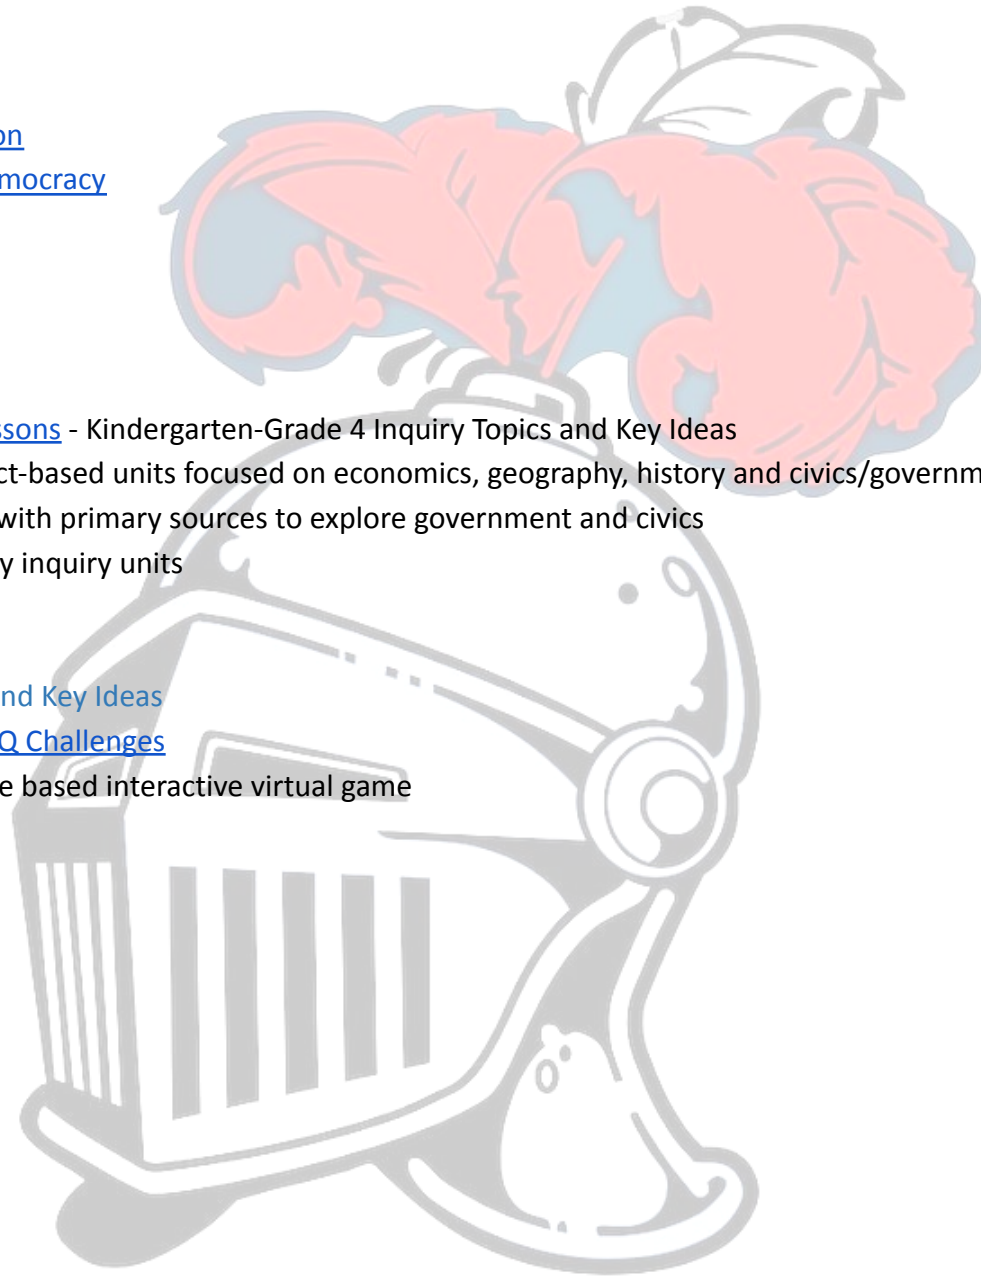 on
mocracy
ssons - Kindergarten-Grade 4 Inquiry Topics and Key Ideas
ct-based units focused on economics, geography, history and civics/governm
with primary sources to explore government and civics
y inquiry units
nd Key Ideas
Q Challenges
e based interactive virtual game